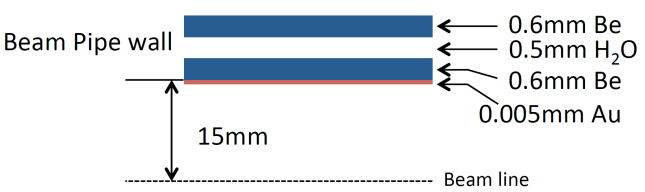 Beam Pipe wall
0.6mm Be
0.5mm H₂O
0.6mm Be
0.005mm Au
15mm
Beam line